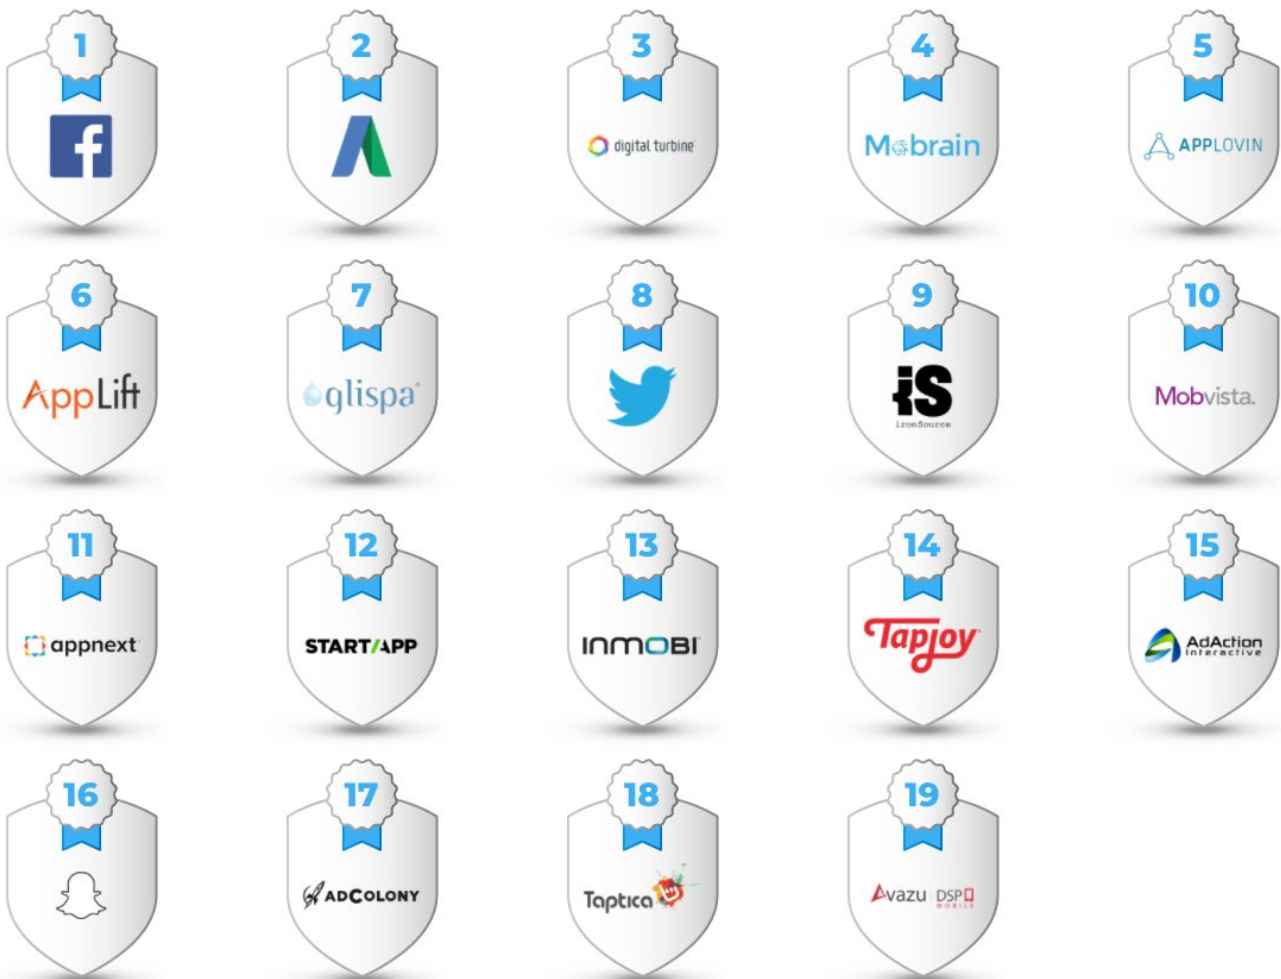 1
2
3
4
5
f
digital turbine
Mobrain
APPLOVIN
6
7
8
9
10
AppLift
glispa
iS
ironSource
Mobvista.
11
12
13
14
15
appnext
START/APP
INMOBI
Tapjoy
AdAction
interactive
16
17
18
19
ADCOLONY
Taptica
Avazu DSP
MOBILE